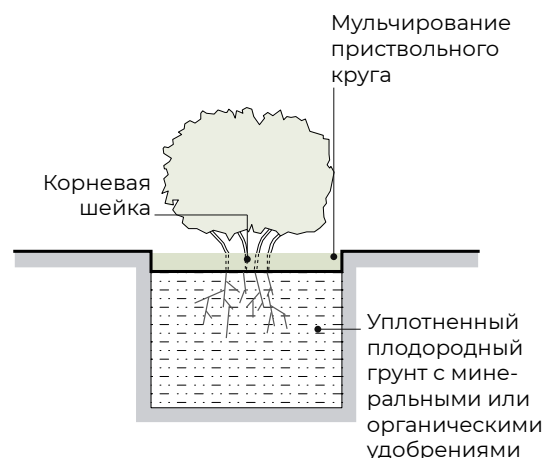 Мульчирование
приствольного
круга
Корневая
шейка
Уплотненный
плодородный
грунт с мине-
ральными или
органическими
удобрениями